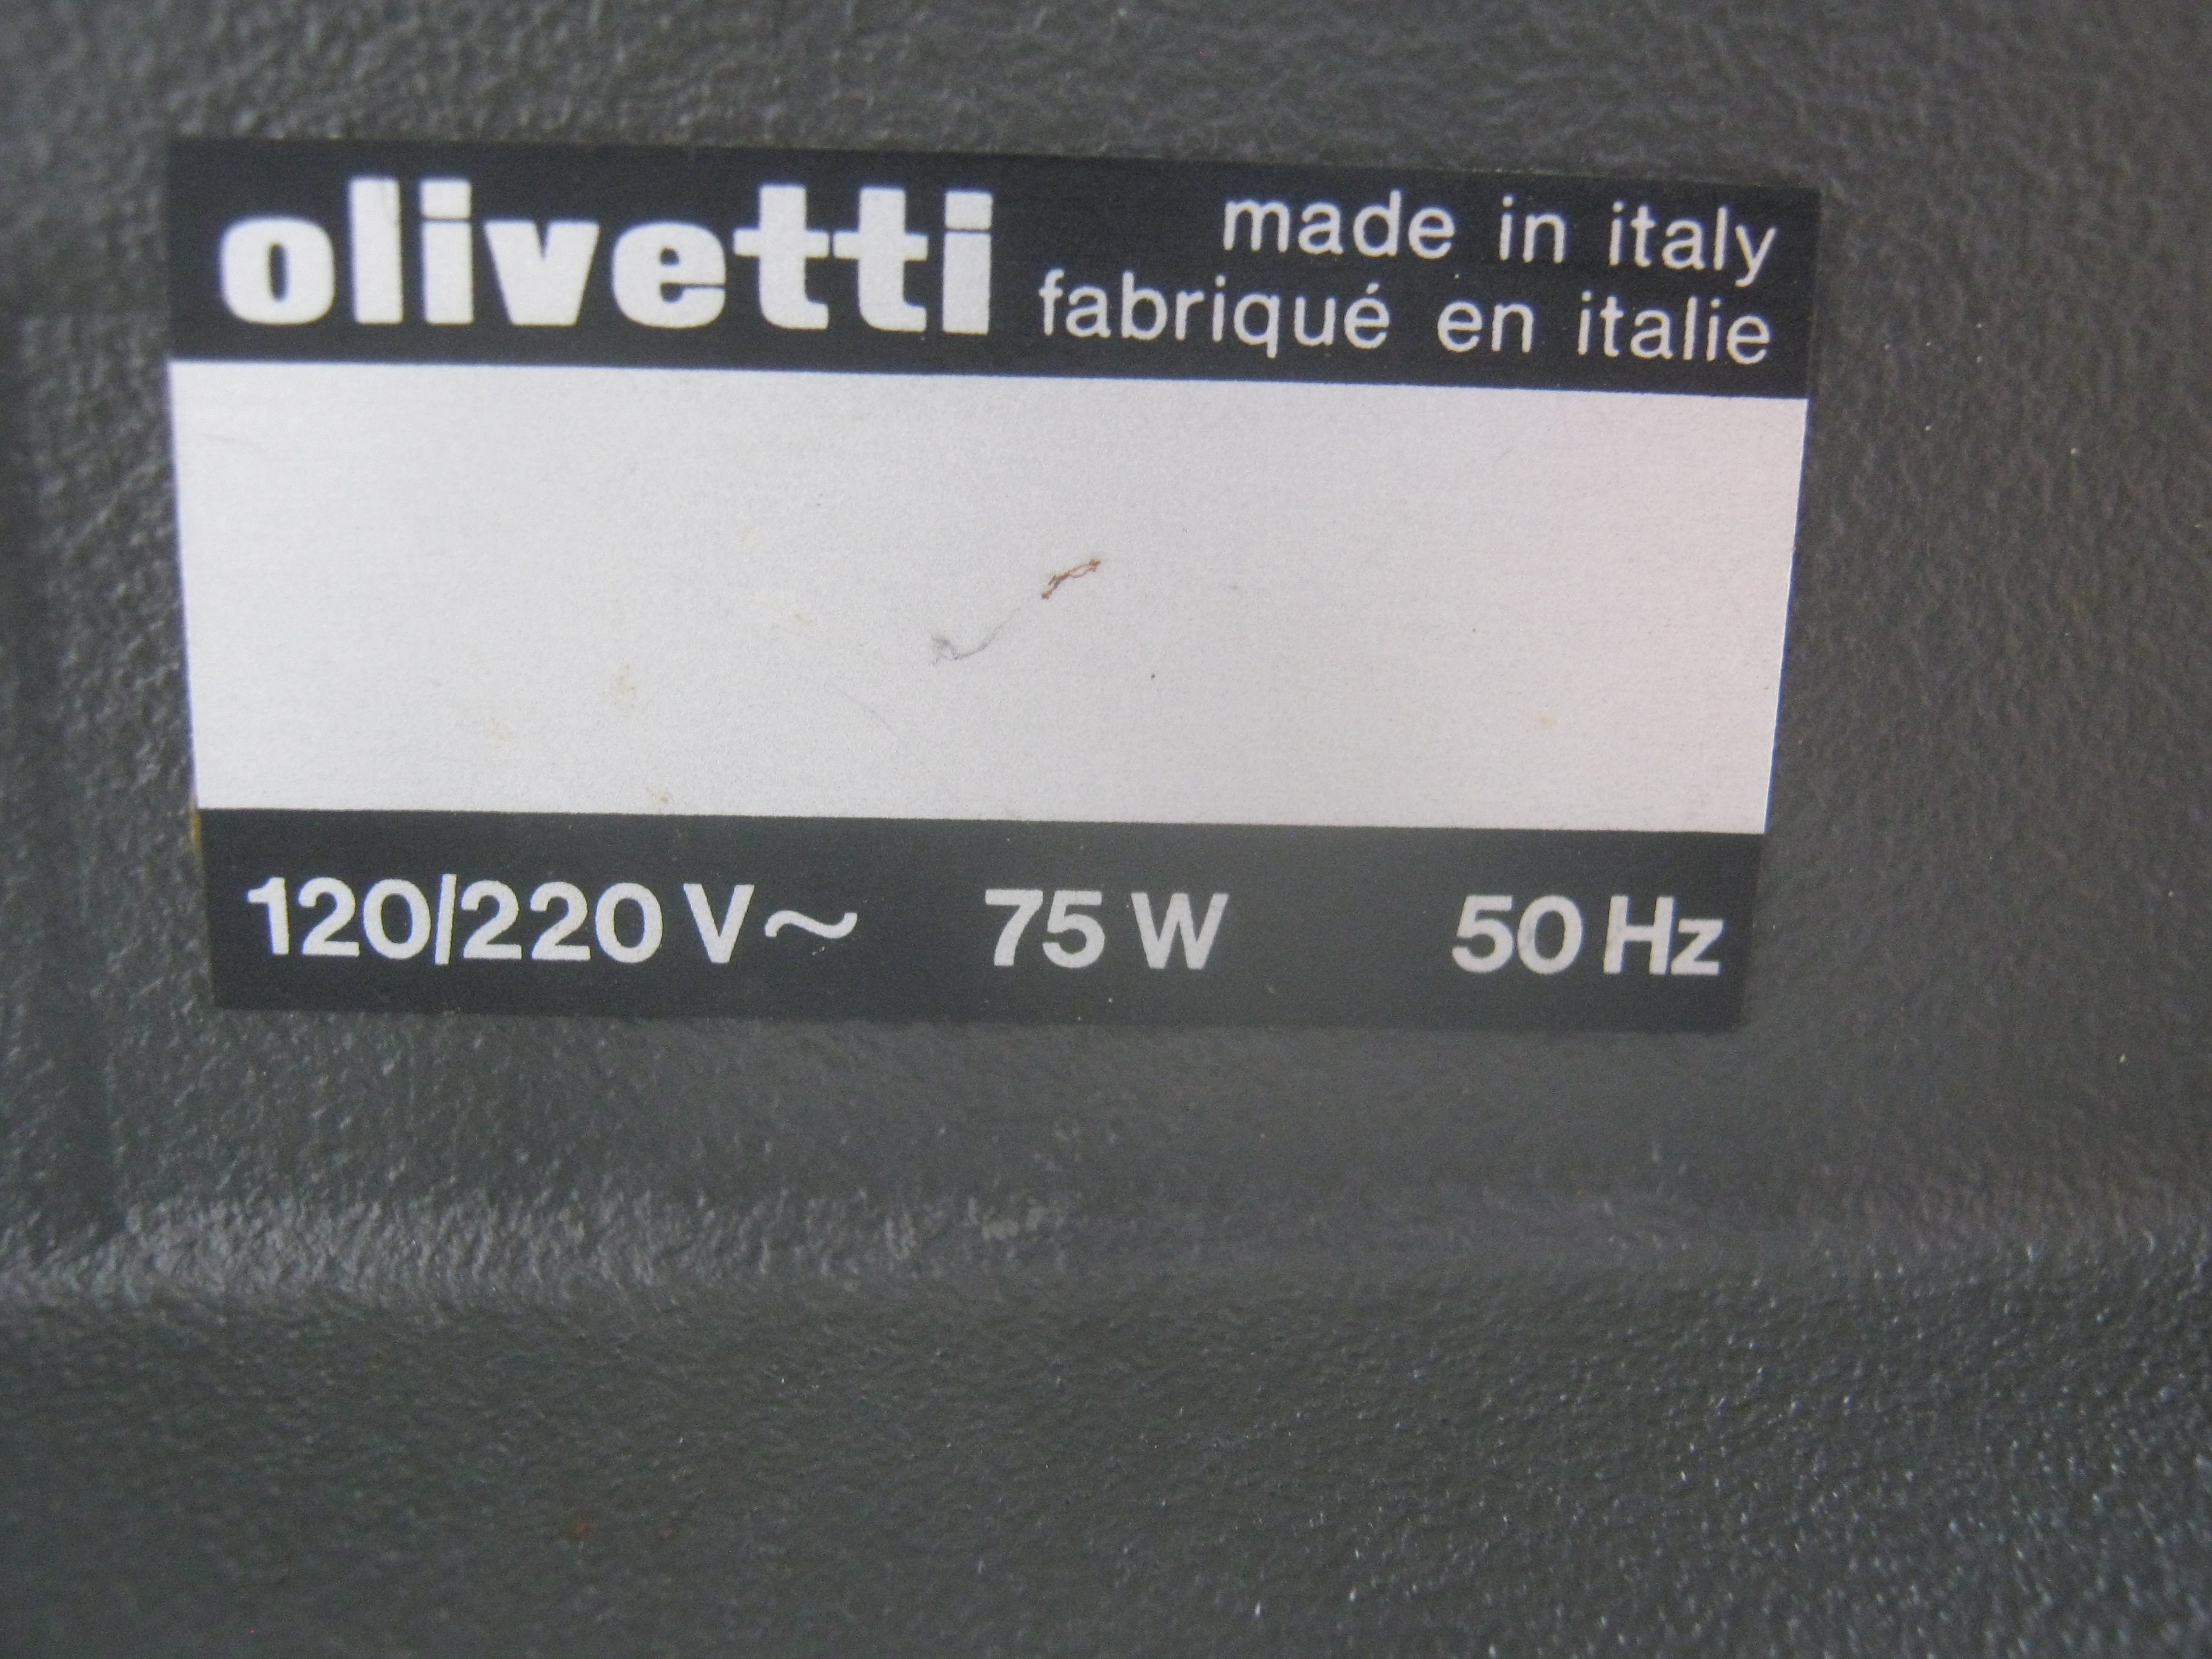 olivetti
made in italy
fabriqué en italie
120/220 V~ 75 W 50 Hz